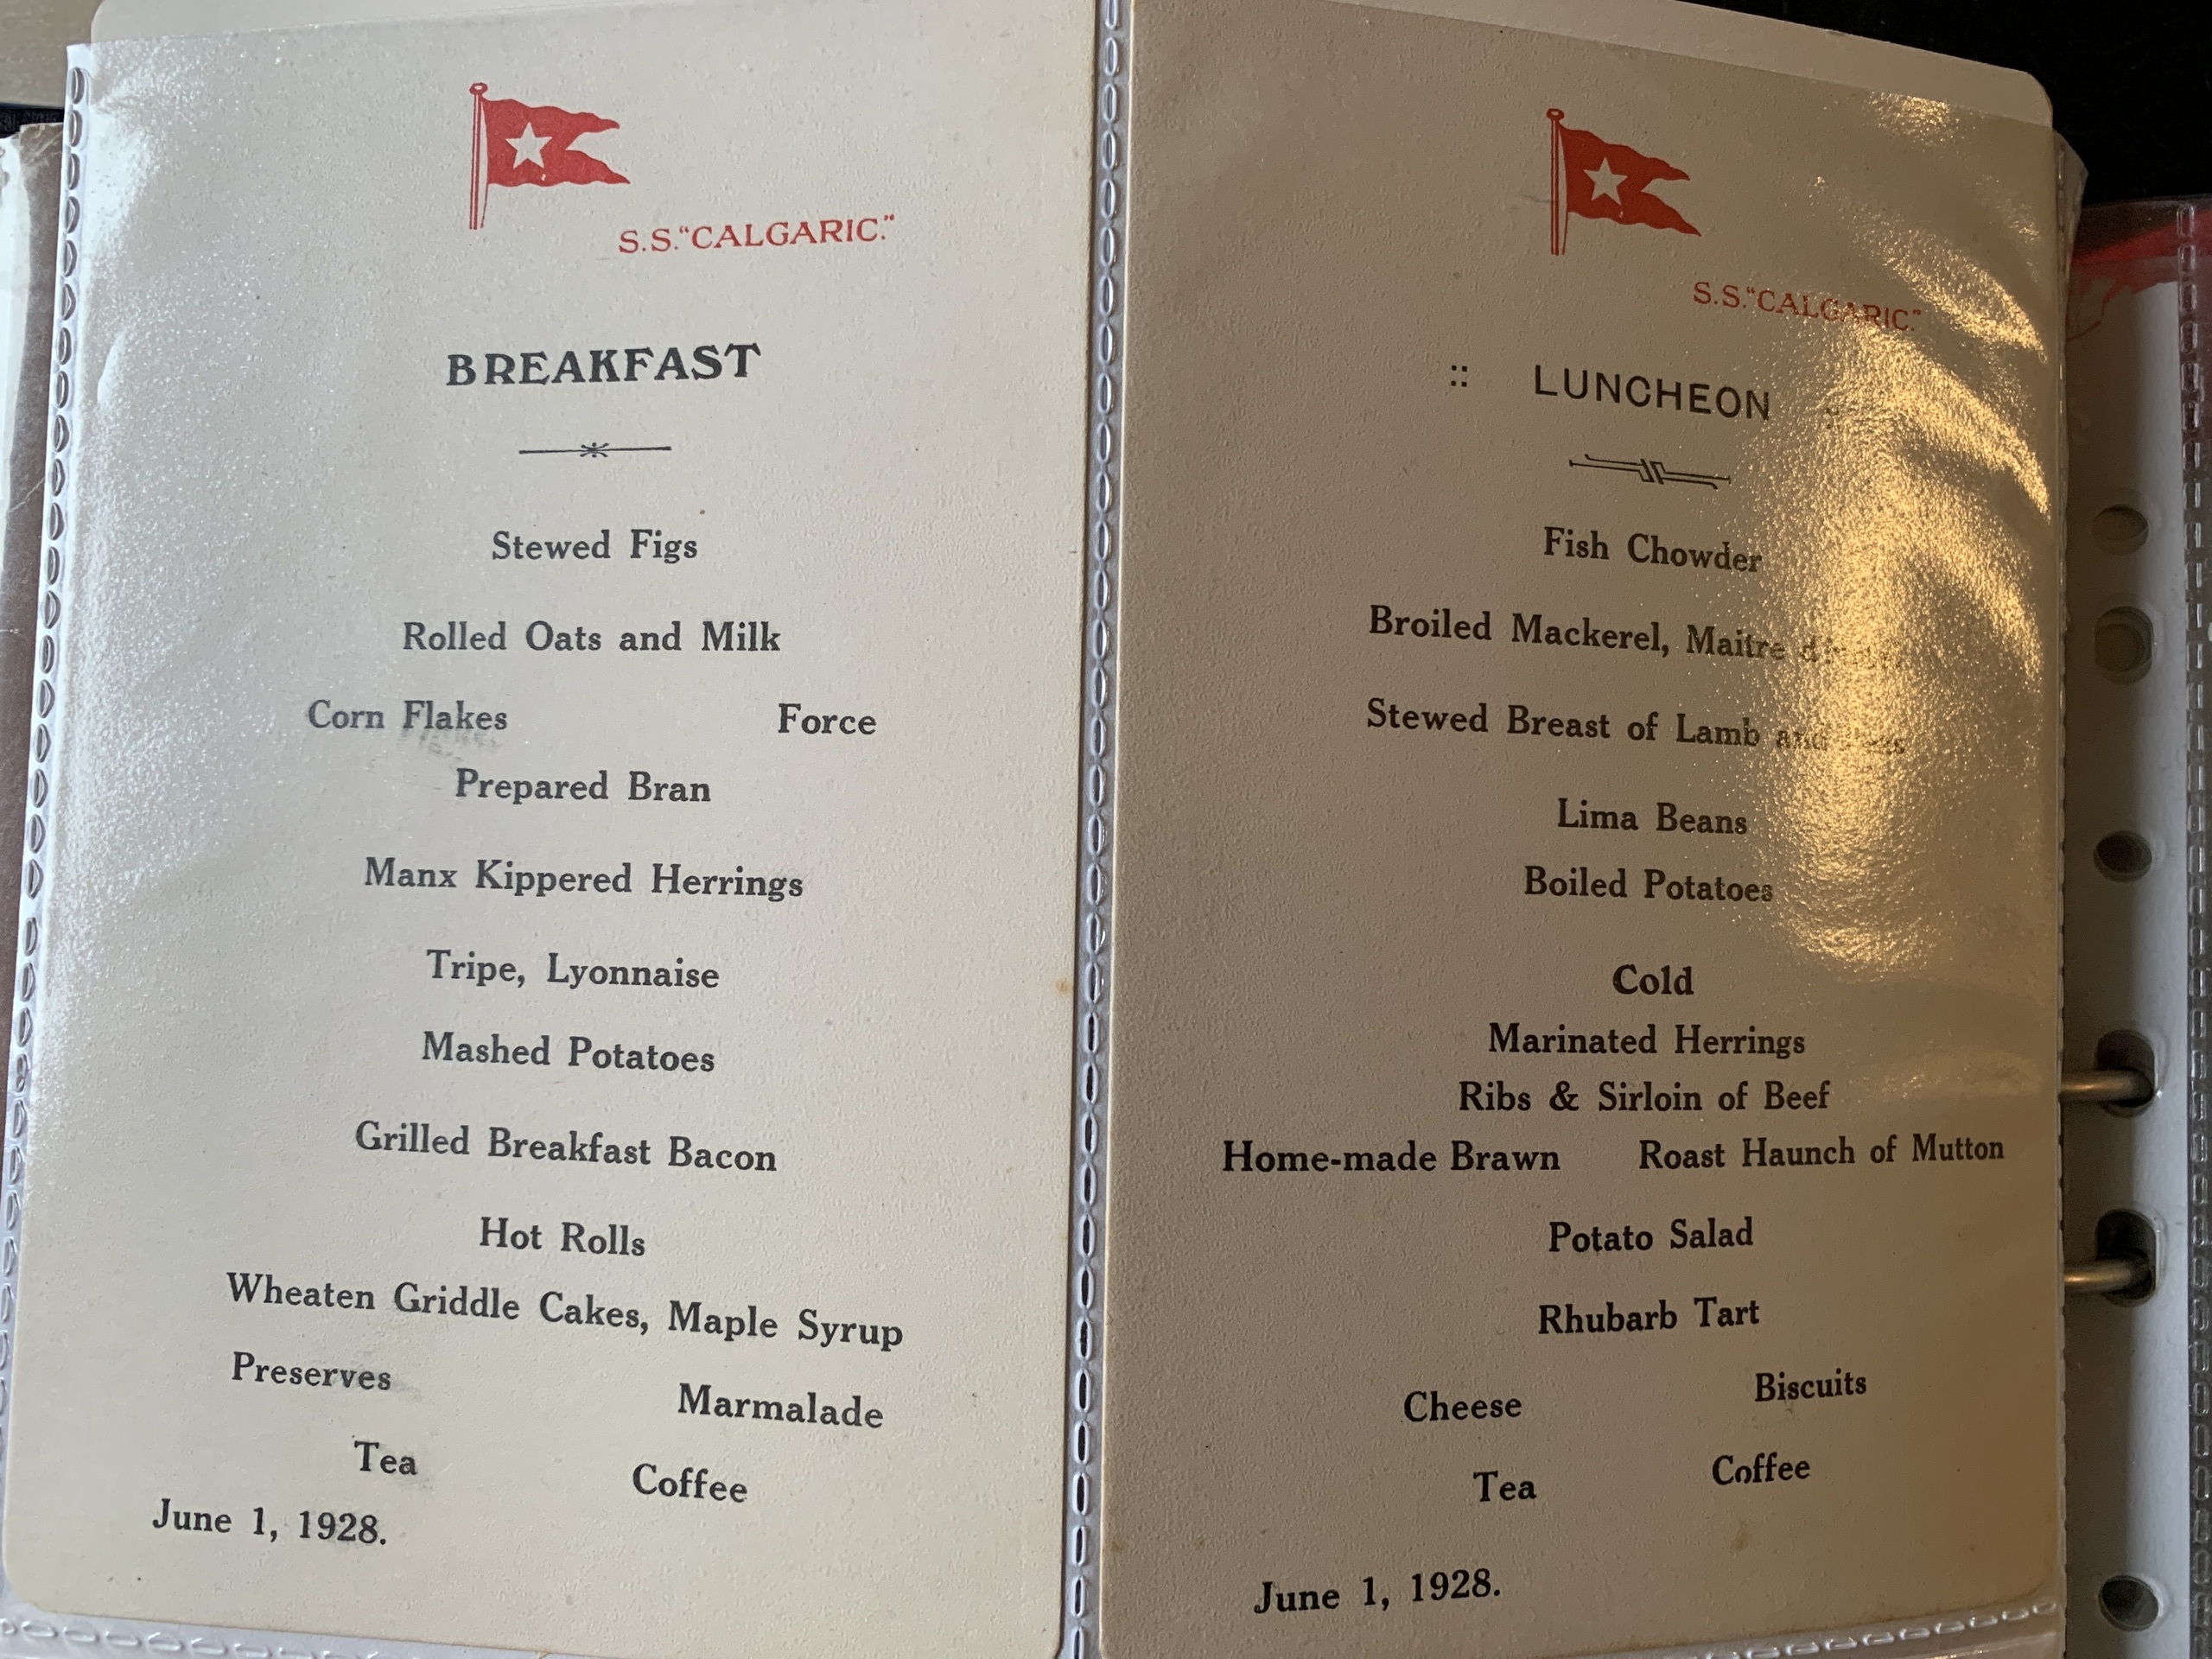 S.S. "CALGARIC."
BREAKFAST
Stewed Figs
Rolled Oats and Milk
Corn Flakes Force
Prepared Bran
Manx Kippered Herrings
Tripe, Lyonnaise
Mashed Potatoes
Grilled Breakfast Bacon
Hot Rolls
Wheaten Griddle Cakes, Maple Syrup
Preserves Marmalade
Tea Coffee
June 1, 1928.
S.S. "CALGARIC."
:: LUNCHEON ::
Fish Chowder
Broiled Mackerel, Maitre
Stewed Breast of Lamb and
Lima Beans
Boiled Potatoes
Cold
Marinated Herrings
Ribs & Sirloin of Beef
Home-made Brawn Roast Haunch of Mutton
Potato Salad
Rhubarb Tart
Cheese Biscuits
Tea Coffee
June 1, 1928.